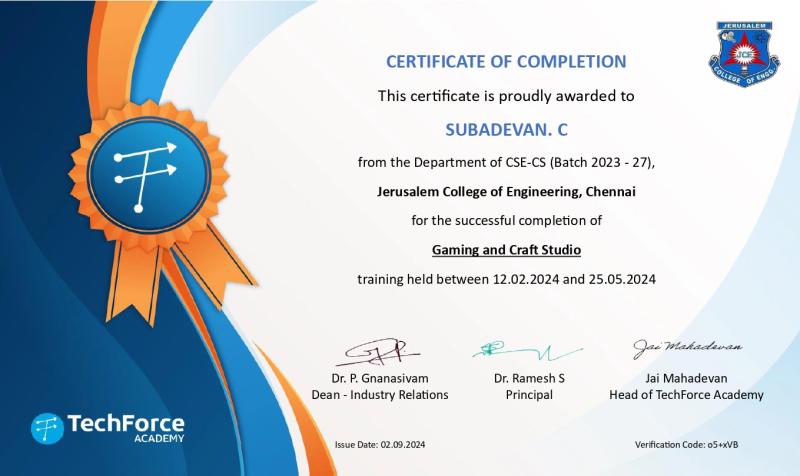 JERUSALEM
JCE
COLLEGE OF ENGG.
CERTIFICATE OF COMPLETION
This certificate is proudly awarded to
SUBADEVAN. C
from the Department of CSE-CS (Batch 2023 - 27),
Jerusalem College of Engineering, Chennai
for the successful completion of
Gaming and Craft Studio
training held between 12.02.2024 and 25.05.2024
Jai Mahadevan
Dr. P. Gnanasivam
Dean - Industry Relations
Dr. Ramesh S
Principal
Jai Mahadevan
Head of TechForce Academy
TechForce
ACADEMY
Issue Date: 02.09.2024
Verification Code: o5+xVB